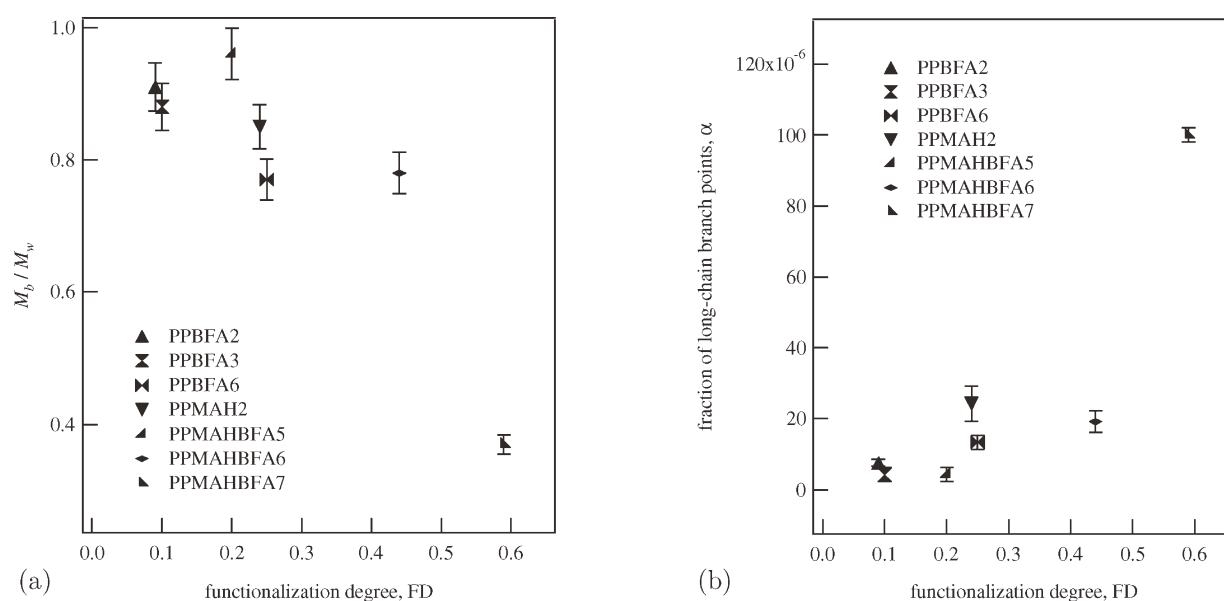 1.0
0.8
0.6
0.4
M_b / M_w
PPBFA2
PPBFA3
PPBFA6
PPMAH2
PPMAHBFA5
PPMAHBFA6
PPMAHBFA7
0.0 0.1 0.2 0.3 0.4 0.5 0.6
functionalization degree, FD
(a)
120x10⁻⁶
100
80
60
40
20
0
fraction of long-chain branch points, α
PPBFA2
PPBFA3
PPBFA6
PPMAH2
PPMAHBFA5
PPMAHBFA6
PPMAHBFA7
0.0 0.1 0.2 0.3 0.4 0.5 0.6
functionalization degree, FD
(b)